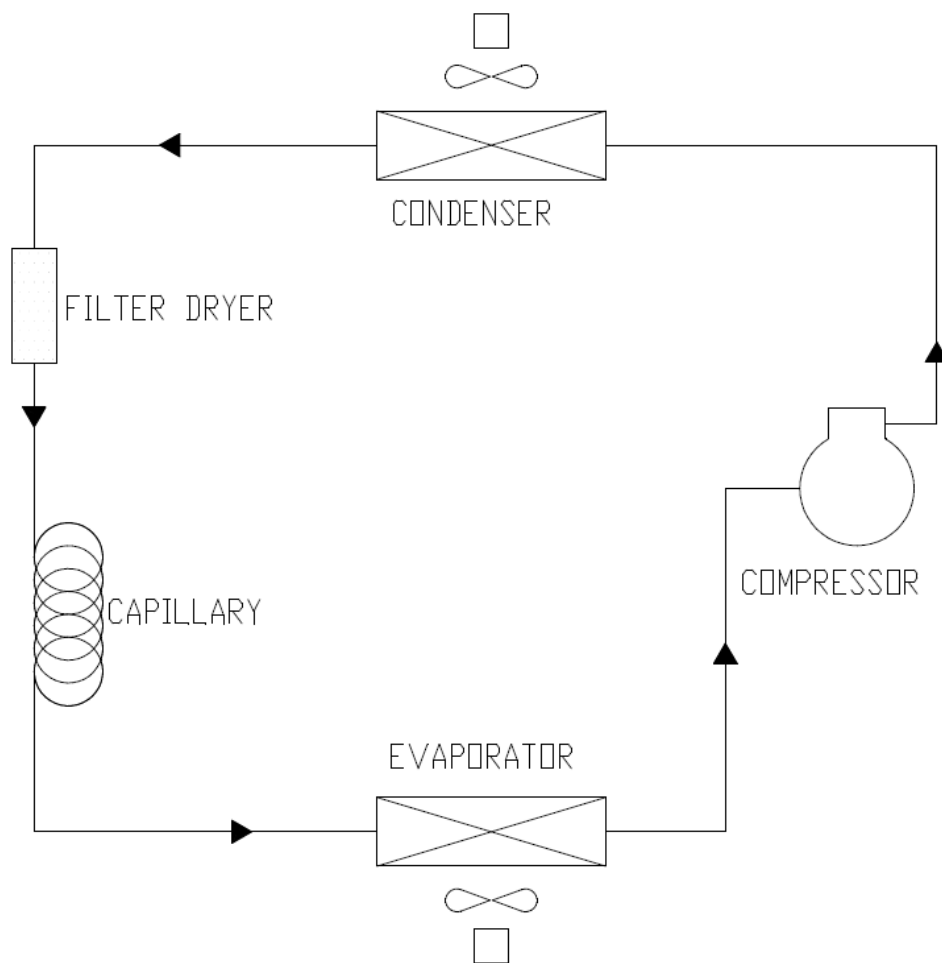 CONDENSER
FILTER DRYER
COMPRESSOR
CAPILLARY
EVAPORATOR